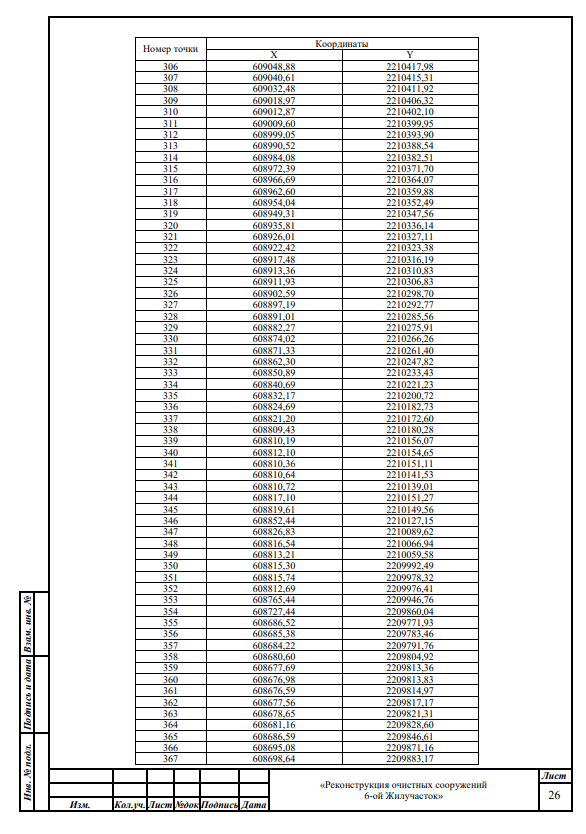 Номер точки Координаты
X Y
306 609048,88 2210417,98
307 609040,61 2210415,31
308 609032,48 2210411,92
309 609018,97 2210406,32
310 609012,87 2210402,10
311 609009,60 2210399,95
312 608999,05 2210393,90
313 608990,52 2210388,54
314 608984,08 2210382,51
315 608972,39 2210371,70
316 608966,69 2210364,07
317 608962,60 2210359,88
318 608954,04 2210352,49
319 608949,31 2210347,56
320 608935,81 2210336,14
321 608926,01 2210327,11
322 608922,42 2210323,38
323 608917,48 2210316,19
324 608913,36 2210310,83
325 608911,93 2210306,83
326 608902,59 2210298,70
327 608897,19 2210292,77
328 608891,01 2210285,56
329 608882,27 2210275,91
330 608874,02 2210266,26
331 608871,33 2210261,40
332 608862,30 2210247,82
333 608850,89 2210233,43
334 608840,69 2210221,23
335 608832,17 2210200,72
336 608824,69 2210182,73
337 608821,20 2210172,60
338 608809,43 2210180,28
339 608810,19 2210156,07
340 608812,10 2210154,65
341 608810,36 2210151,11
342 608810,64 2210141,53
343 608810,72 2210139,01
344 608817,10 2210151,27
345 608819,61 2210149,56
346 608852,44 2210127,15
347 608826,83 2210089,62
348 608816,54 2210066,94
349 608813,21 2210059,58
350 608815,30 2209992,49
351 608815,74 2209978,32
352 608812,69 2209976,41
353 608765,44 2209946,76
354 608727,44 2209860,04
355 608686,52 2209771,93
356 608685,38 2209783,46
357 608684,22 2209791,76
358 608680,60 2209804,92
359 608677,69 2209813,36
360 608676,98 2209813,83
361 608676,59 2209814,97
362 608677,56 2209817,17
363 608678,65 2209821,31
364 608681,16 2209828,60
365 608686,59 2209846,61
366 608695,08 2209871,16
367 608698,64 2209883,17
Взам. инв. №
Подпись и дата
Инв. № подл.
Изм. Кол.уч. Лист №док Подпись Дата
«Реконструкция очистных сооружений
6-ой Жилучасток»
Лист
26